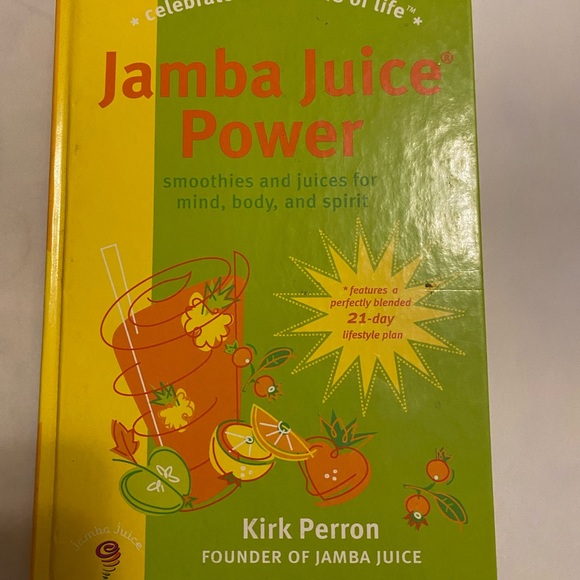 * celebrate of life™ *
Jamba Juice®
Power
smoothies and juices for
mind, body, and spirit
* features a
perfectly blended
21-day
lifestyle plan
Kirk Perron
FOUNDER OF JAMBA JUICE
Jamba Juice